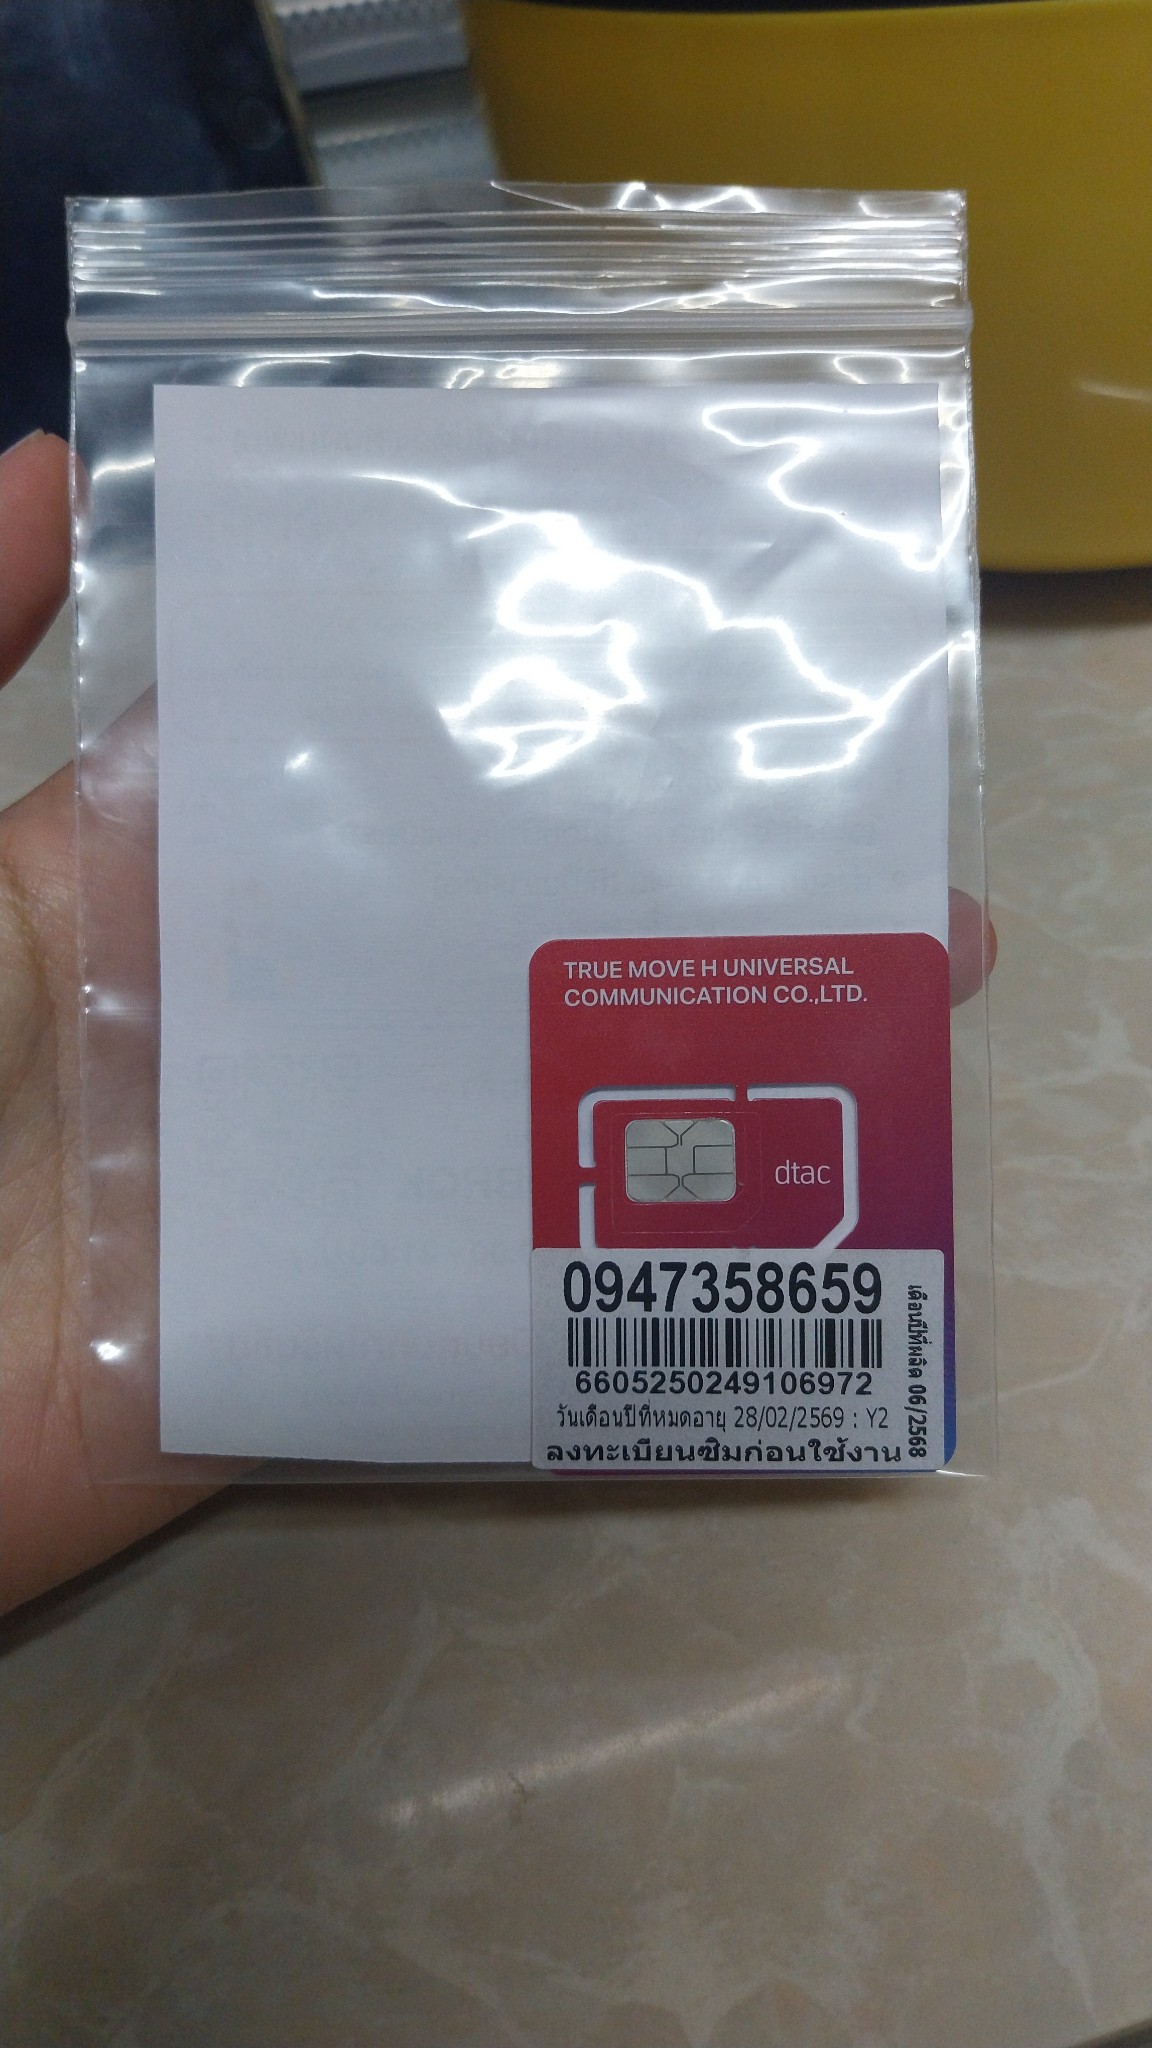 TRUE MOVE H UNIVERSAL
COMMUNICATION CO.,LTD.
dtac
0947358659
6605250249106972
วันเดือนปีที่หมดอายุ 28/02/2569 : Y2
ลงทะเบียนซิมก่อนใช้งาน
เดือนปีที่ผลิต 06/2568